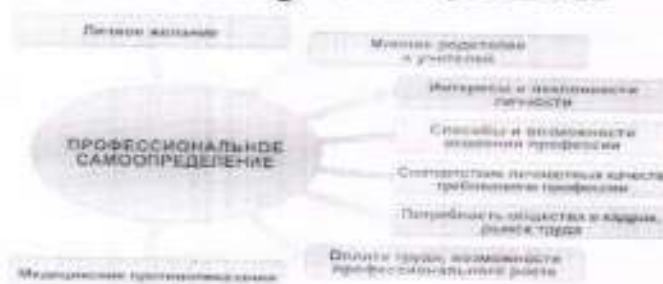 Личное желание
Мнение родителей
и учителей
Интересы и склонности
личности
ПРОФЕССИОНАЛЬНОЕ
САМООПРЕДЕЛЕНИЕ
Способы и возможности
освоения профессии
Соответствие личностных качеств
требованиям профессии
Потребность общества в кадрах,
рынка труда
Оплата труда, возможности
профессионального роста
Медицинские противопоказания